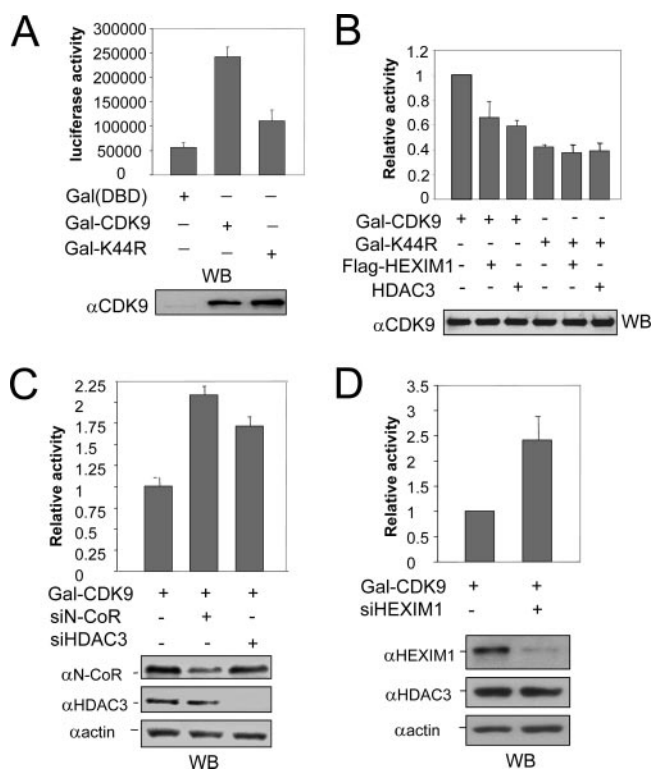 A
luciferase activity
300000
250000
200000
150000
100000
50000
0
Gal(DBD) + – –
Gal-CDK9 – + –
Gal-K44R – – +
WB
αCDK9
B
Relative activity
1.2
1
0.8
0.6
0.4
0.2
0
Gal-CDK9 + + + - - -
Gal-K44R - - - + + +
Flag-HEXIM1 - + - - + -
HDAC3 - - + - - +
αCDK9 WB
C
Relative activity
2.25
2
1.75
1.5
1.25
1
0.75
0.5
0.25
0
Gal-CDK9 + + +
siN-CoR - + -
siHDAC3 - - +
αN-CoR
αHDAC3
αactin
WB
D
Relative activity
3.5
3
2.5
2
1.5
1
0.5
0
Gal-CDK9 + +
siHEXIM1 - +
αHEXIM1
αHDAC3
αactin
WB